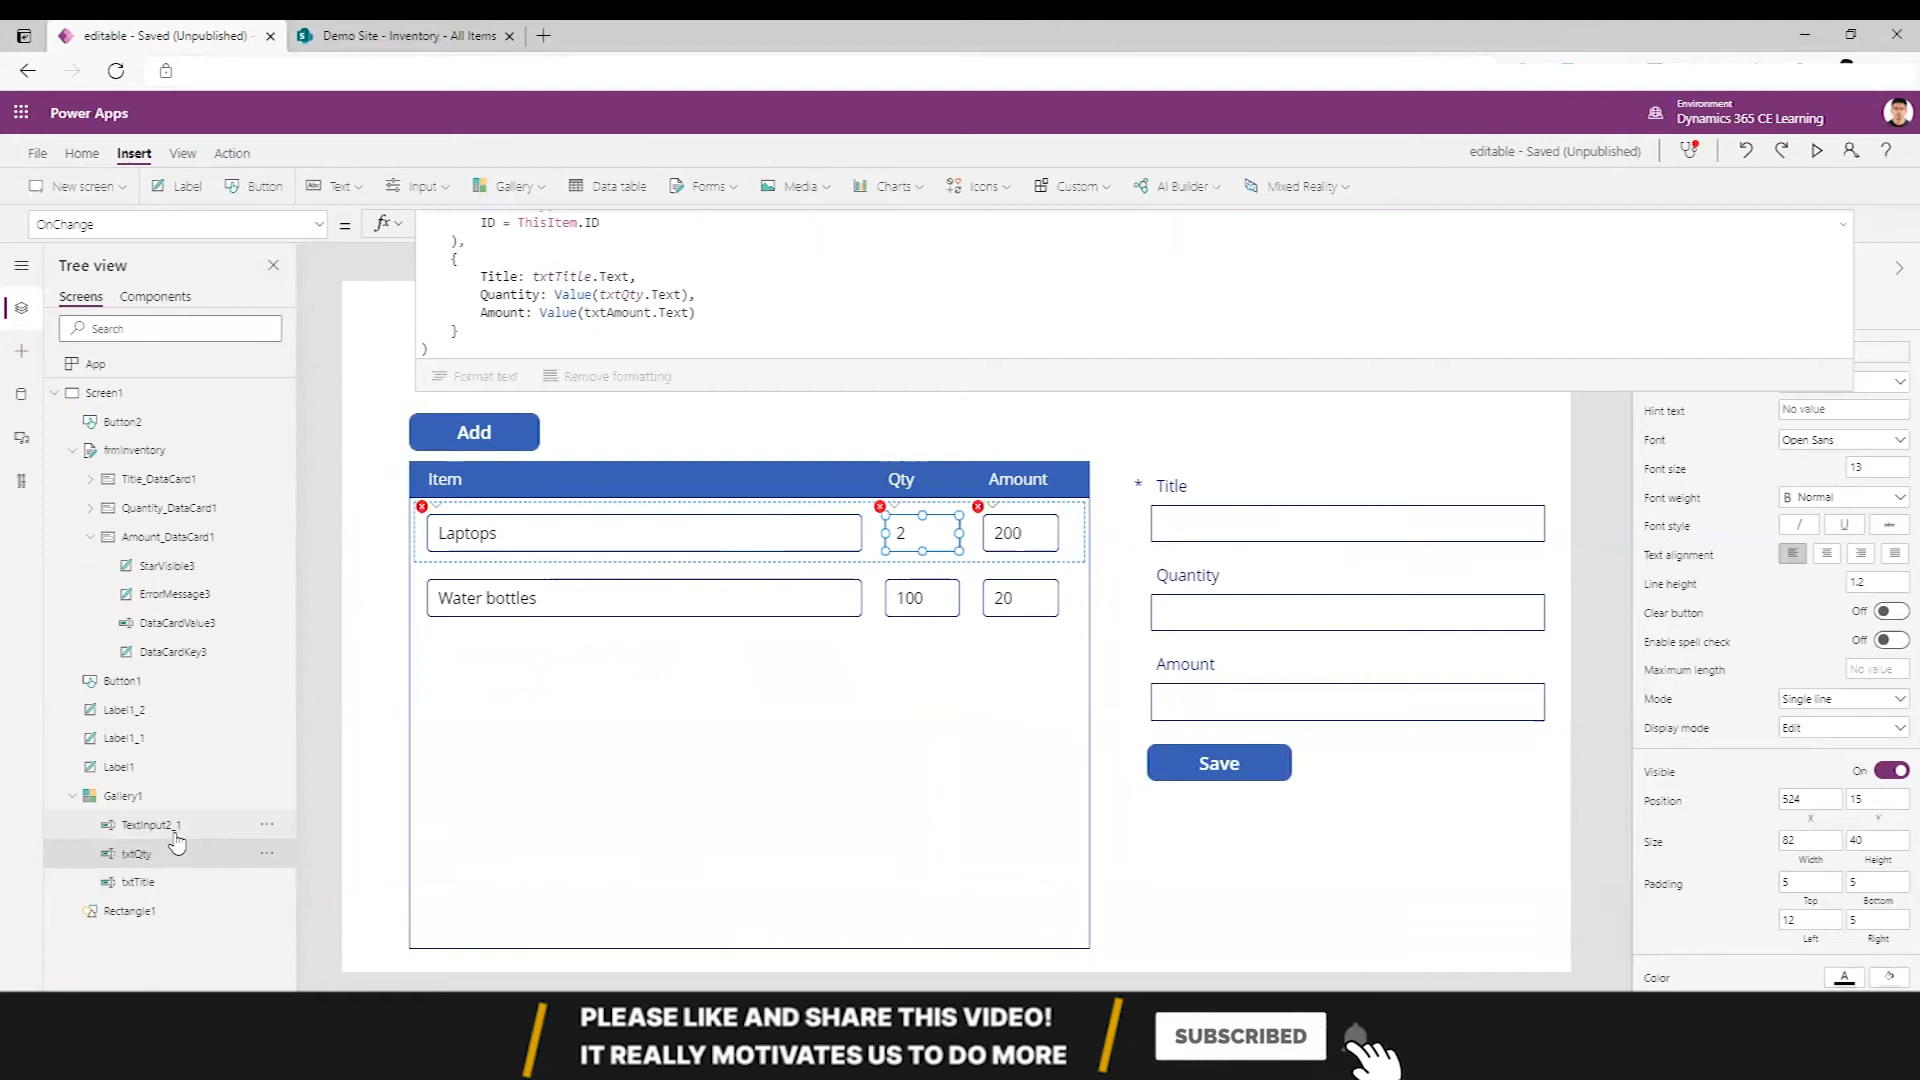 editable - Saved (Unpublished) -
Demo Site - Inventory - All Items
Power Apps
Environment
Dynamics 365 CE Learning
File
Home
Insert
View
Action
editable - Saved (Unpublished)
New screen
Label
Button
Text
Input
Gallery
Data table
Forms
Media
Charts
Icons
Custom
AI Builder
Mixed Reality
OnChange
=
fx
ID = ThisItem.ID
),
{
Title: txtTitle.Text,
Quantity: Value(txtQty.Text),
Amount: Value(txtAmount.Text)
}
)
Format text
Remove formatting
Tree view
Screens
Components
Search
App
Screen1
Button2
frmInventory
Title_DataCard1
Quantity_DataCard1
Amount_DataCard1
StarVisible3
ErrorMessage3
DataCardValue3
DataCardKey3
Button1
Label1_2
Label1_1
Label1
Gallery1
TextInput2_1
txtQty
txtTitle
Rectangle1
Add
Item
Qty
Amount
Laptops
2
200
Water bottles
100
20
* Title
Quantity
Amount
Save
Hint text
No value
Font
Open Sans
Font size
13
Font weight
B Normal
Font style
/
U
Text alignment
Line height
1.2
Clear button
Off
Enable spell check
Off
Maximum length
No value
Mode
Single line
Display mode
Edit
Visible
On
Position
524
15
X
Y
Size
82
40
Width
Height
Padding
5
5
Top
Bottom
12
5
Left
Right
Color
A
PLEASE LIKE AND SHARE THIS VIDEO!
IT REALLY MOTIVATES US TO DO MORE
SUBSCRIBED